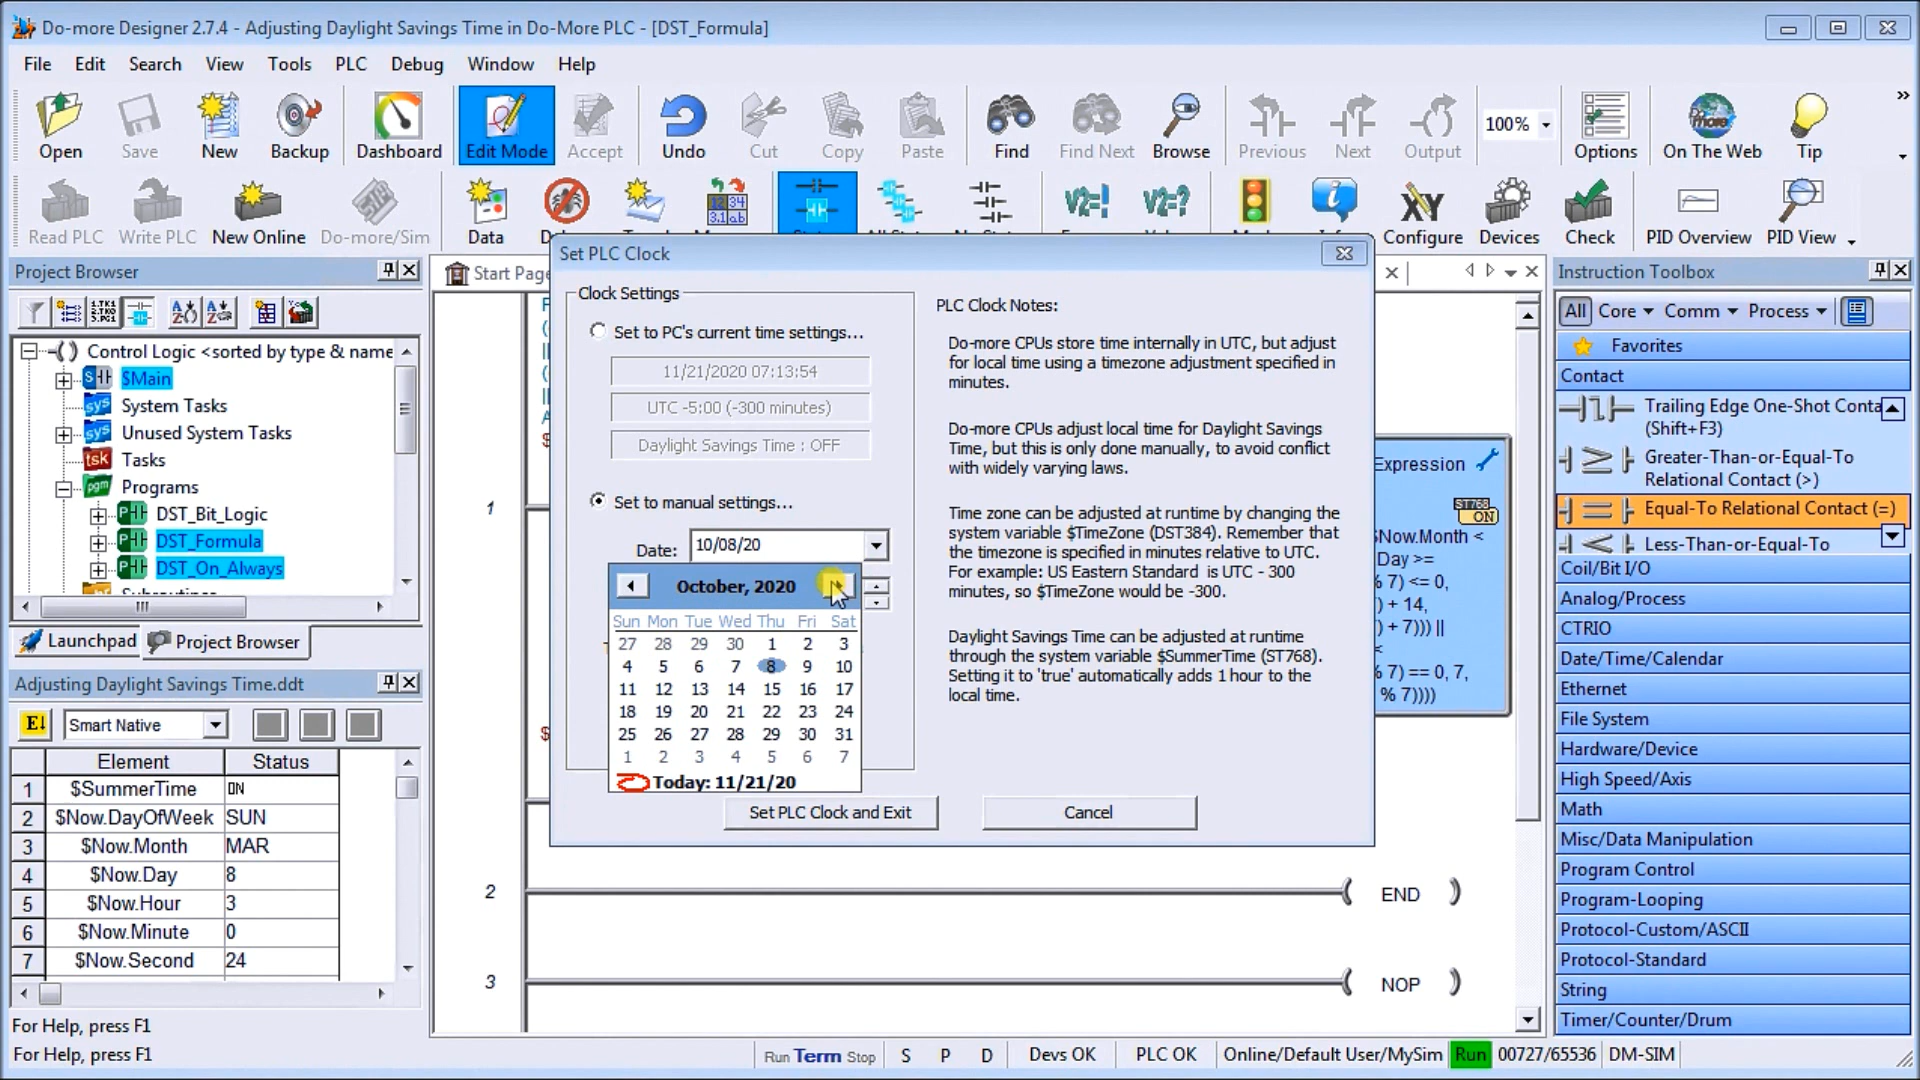 Do-more Designer 2.7.4 - Adjusting Daylight Savings Time in Do-More PLC - [DST_Formula]
File Edit Search View Tools PLC Debug Window Help
Open Save New Backup Dashboard Edit Mode Accept Undo Cut Copy Paste Find Find Next Browse Previous Next Output 100% Options On The Web Tip
Read PLC Write PLC New Online Do-more/Sim Data Configure Devices Check PID Overview PID View
Project Browser
Control Logic <sorted by type & name
$Main
System Tasks
Unused System Tasks
Tasks
Programs
DST_Bit_Logic
DST_Formula
DST_On_Always
Launchpad Project Browser
Adjusting Daylight Savings Time.ddt
Smart Native
Element Status
1 $SummerTime ON
2 $Now.DayOfWeek SUN
3 $Now.Month MAR
4 $Now.Day 8
5 $Now.Hour 3
6 $Now.Minute 0
7 $Now.Second 24
For Help, press F1
For Help, press F1
Start Page
1
2
3
END
NOP
Set PLC Clock
Clock Settings
Set to PC's current time settings...
11/21/2020 07:13:54
UTC -5:00 (-300 minutes)
Daylight Savings Time : OFF
Set to manual settings...
Date: 10/08/20
October, 2020
Sun Mon Tue Wed Thu Fri Sat
27 28 29 30 1 2 3
4 5 6 7 8 9 10
11 12 13 14 15 16 17
18 19 20 21 22 23 24
25 26 27 28 29 30 31
1 2 3 4 5 6 7
Today: 11/21/20
Set PLC Clock and Exit
Cancel
PLC Clock Notes:
Do-more CPUs store time internally in UTC, but adjust
for local time using a timezone adjustment specified in
minutes.
Do-more CPUs adjust local time for Daylight Savings
Time, but this is only done manually, to avoid conflict
with widely varying laws.
Time zone can be adjusted at runtime by changing the
system variable $TimeZone (DST384). Remember that
the timezone is specified in minutes relative to UTC.
For example: US Eastern Standard is UTC - 300
minutes, so $TimeZone would be -300.
Daylight Savings Time can be adjusted at runtime
through the system variable $SummerTime (ST768).
Setting it to 'true' automatically adds 1 hour to the
local time.
Expression
ST768
ON
$Now.Month <
Day >=
% 7) <= 0,
) + 14,
) + 7))) ||
<
% 7) == 0, 7,
% 7))))
Instruction Toolbox
All Core Comm Process
Favorites
Contact
Trailing Edge One-Shot Conta
(Shift+F3)
Greater-Than-or-Equal-To
Relational Contact (>)
Equal-To Relational Contact (=)
Less-Than-or-Equal-To
Coil/Bit I/O
Analog/Process
CTRIO
Date/Time/Calendar
Ethernet
File System
Hardware/Device
High Speed/Axis
Math
Misc/Data Manipulation
Program Control
Program-Looping
Protocol-Custom/ASCII
Protocol-Standard
String
Timer/Counter/Drum
Run Term Stop S P D Devs OK PLC OK Online/Default User/MySim Run 00727/65536 DM-SIM